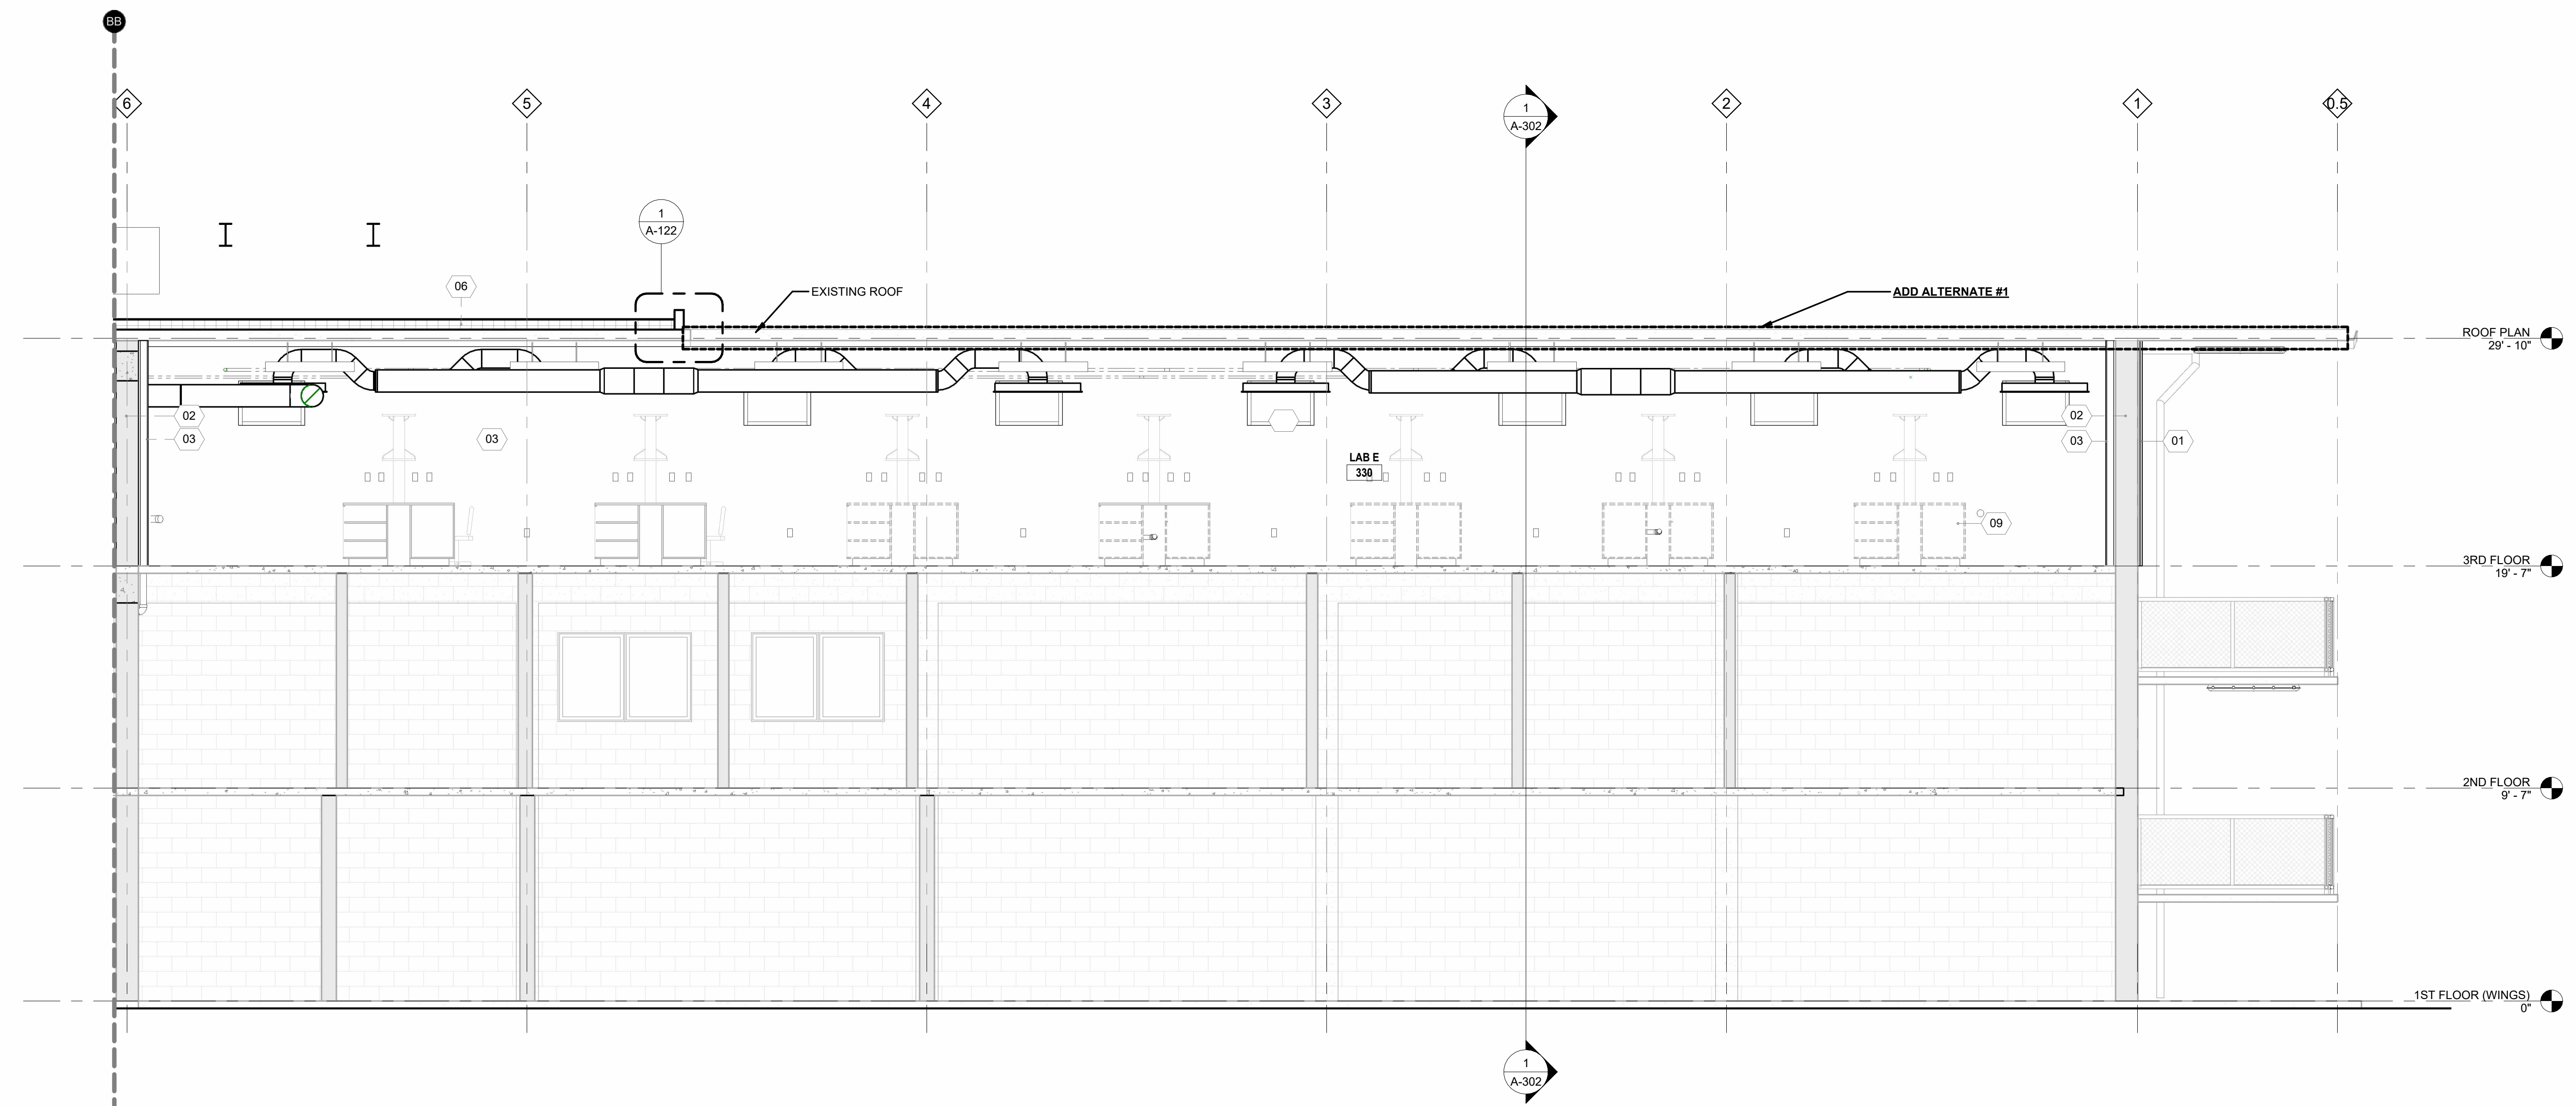 BB
6
5
4
3
1
A-302
2
1
0.5
1
A-122
06
EXISTING ROOF
ADD ALTERNATE #1
ROOF PLAN
29' - 10"
02
03
03
02
03
01
LAB E
330
09
3RD FLOOR
19' - 7"
2ND FLOOR
9' - 7"
1ST FLOOR (WINGS)
0"
1
A-302